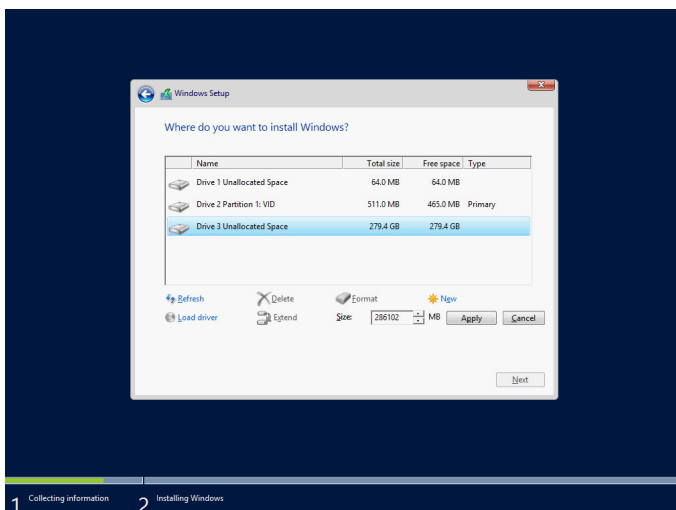 Windows Setup
Where do you want to install Windows?
Name Total size Free space Type
Drive 1 Unallocated Space 64.0 MB 64.0 MB
Drive 2 Partition 1: VID 511.0 MB 465.0 MB Primary
Drive 3 Unallocated Space 279.4 GB 279.4 GB
Refresh Delete Format New
Load driver Extend Size: 286102 MB Apply Cancel
Next
1 Collecting information 2 Installing Windows